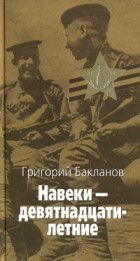 Григорий Бакланов
Навеки —
девятнадцати-
летние